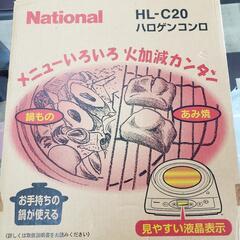 National
HL-C20
ハロゲンコンロ
メニューいろいろ 火加減カンタン
鍋もの
あみ焼
お手持ちの
鍋が使える
(詳しくは取扱説明書をお読みください)
見やすい液晶表示